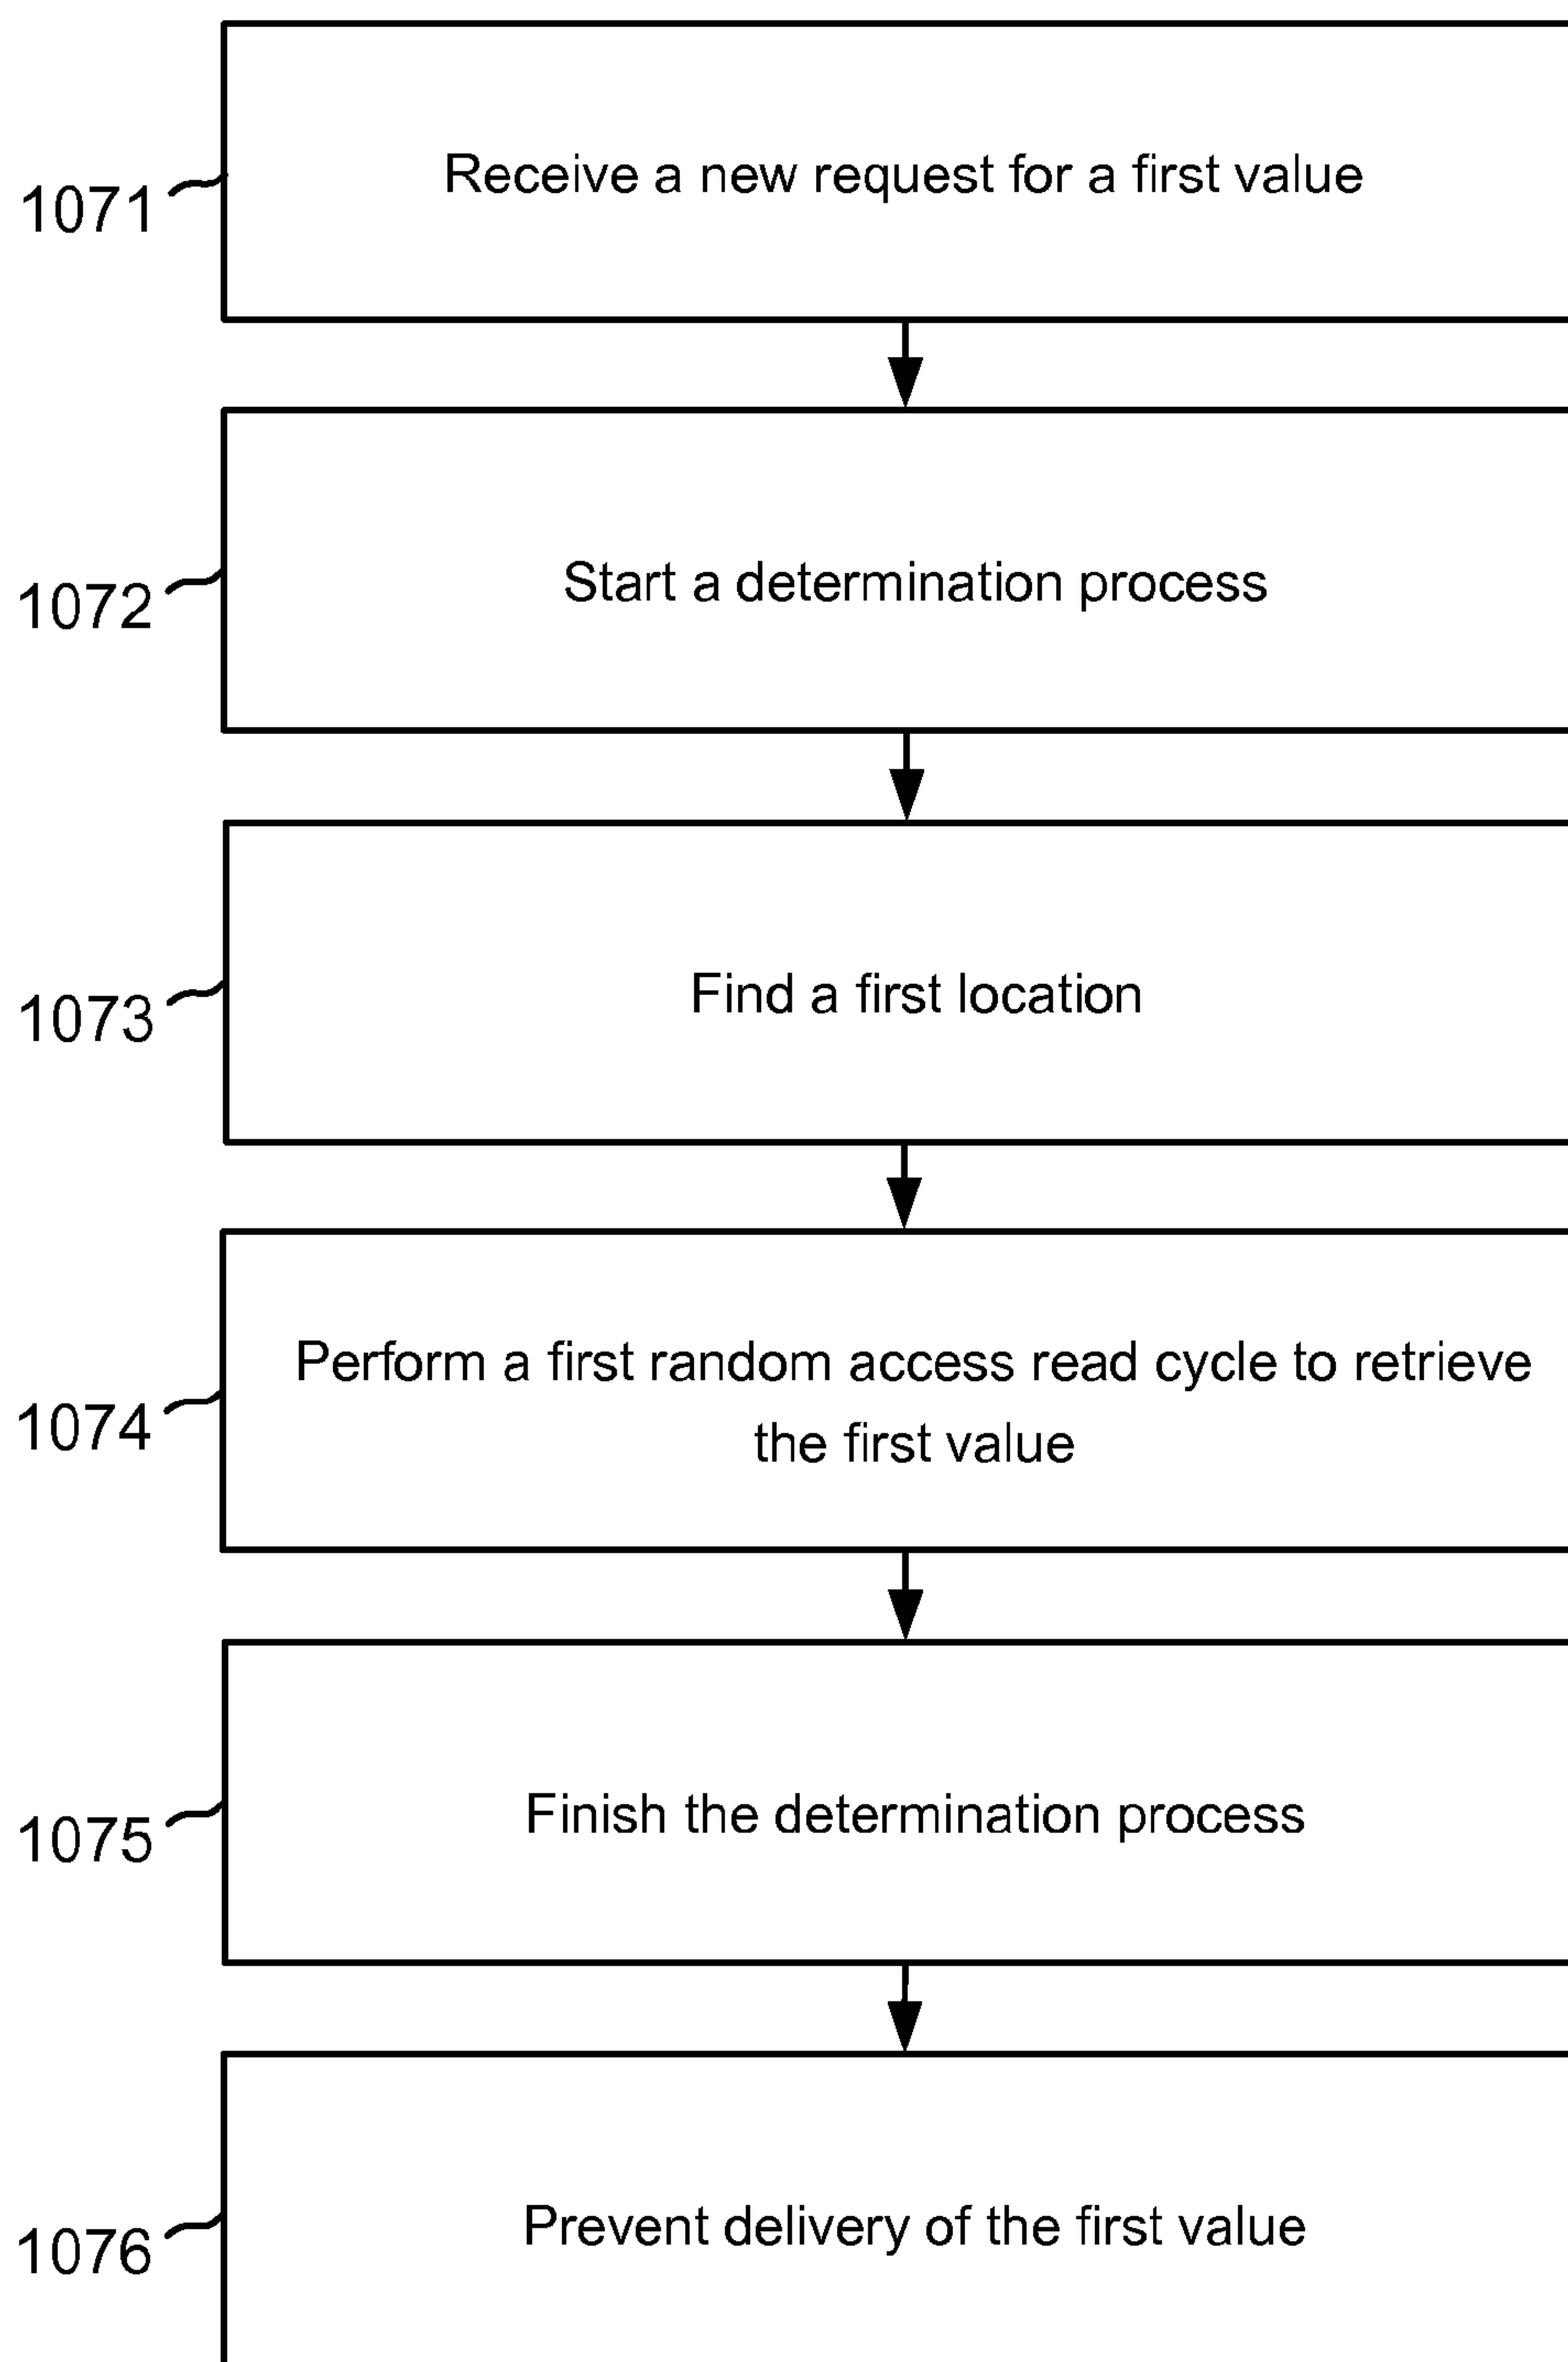 Receive a new request for a first value
1071
Start a determination process
1072
Find a first location
1073
Perform a first random access read cycle to retrieve
the first value
1074
Finish the determination process
1075
Prevent delivery of the first value
1076